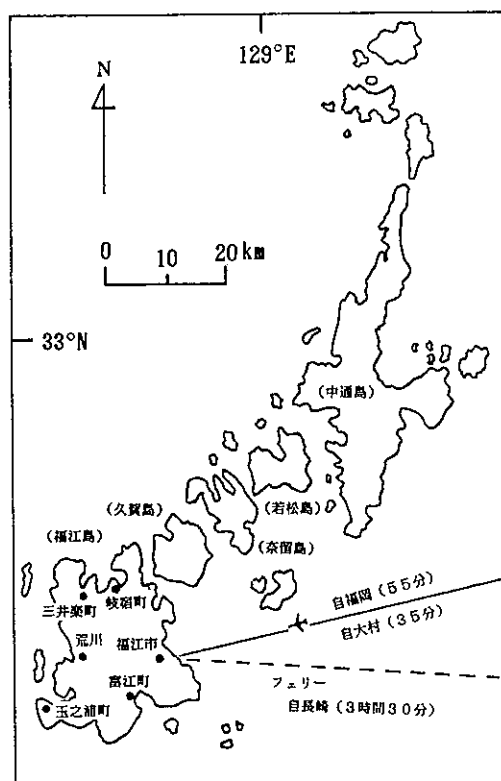 129°E
N
0 10 20km
33°N
(中通島)
(若松島)
(久賀島)
(奈留島)
(福江島)
三井楽町
岐宿町
荒川
福江市
富江町
玉之浦町
自福岡(55分)
自大村(35分)
フェリー
自長崎(3時間30分)